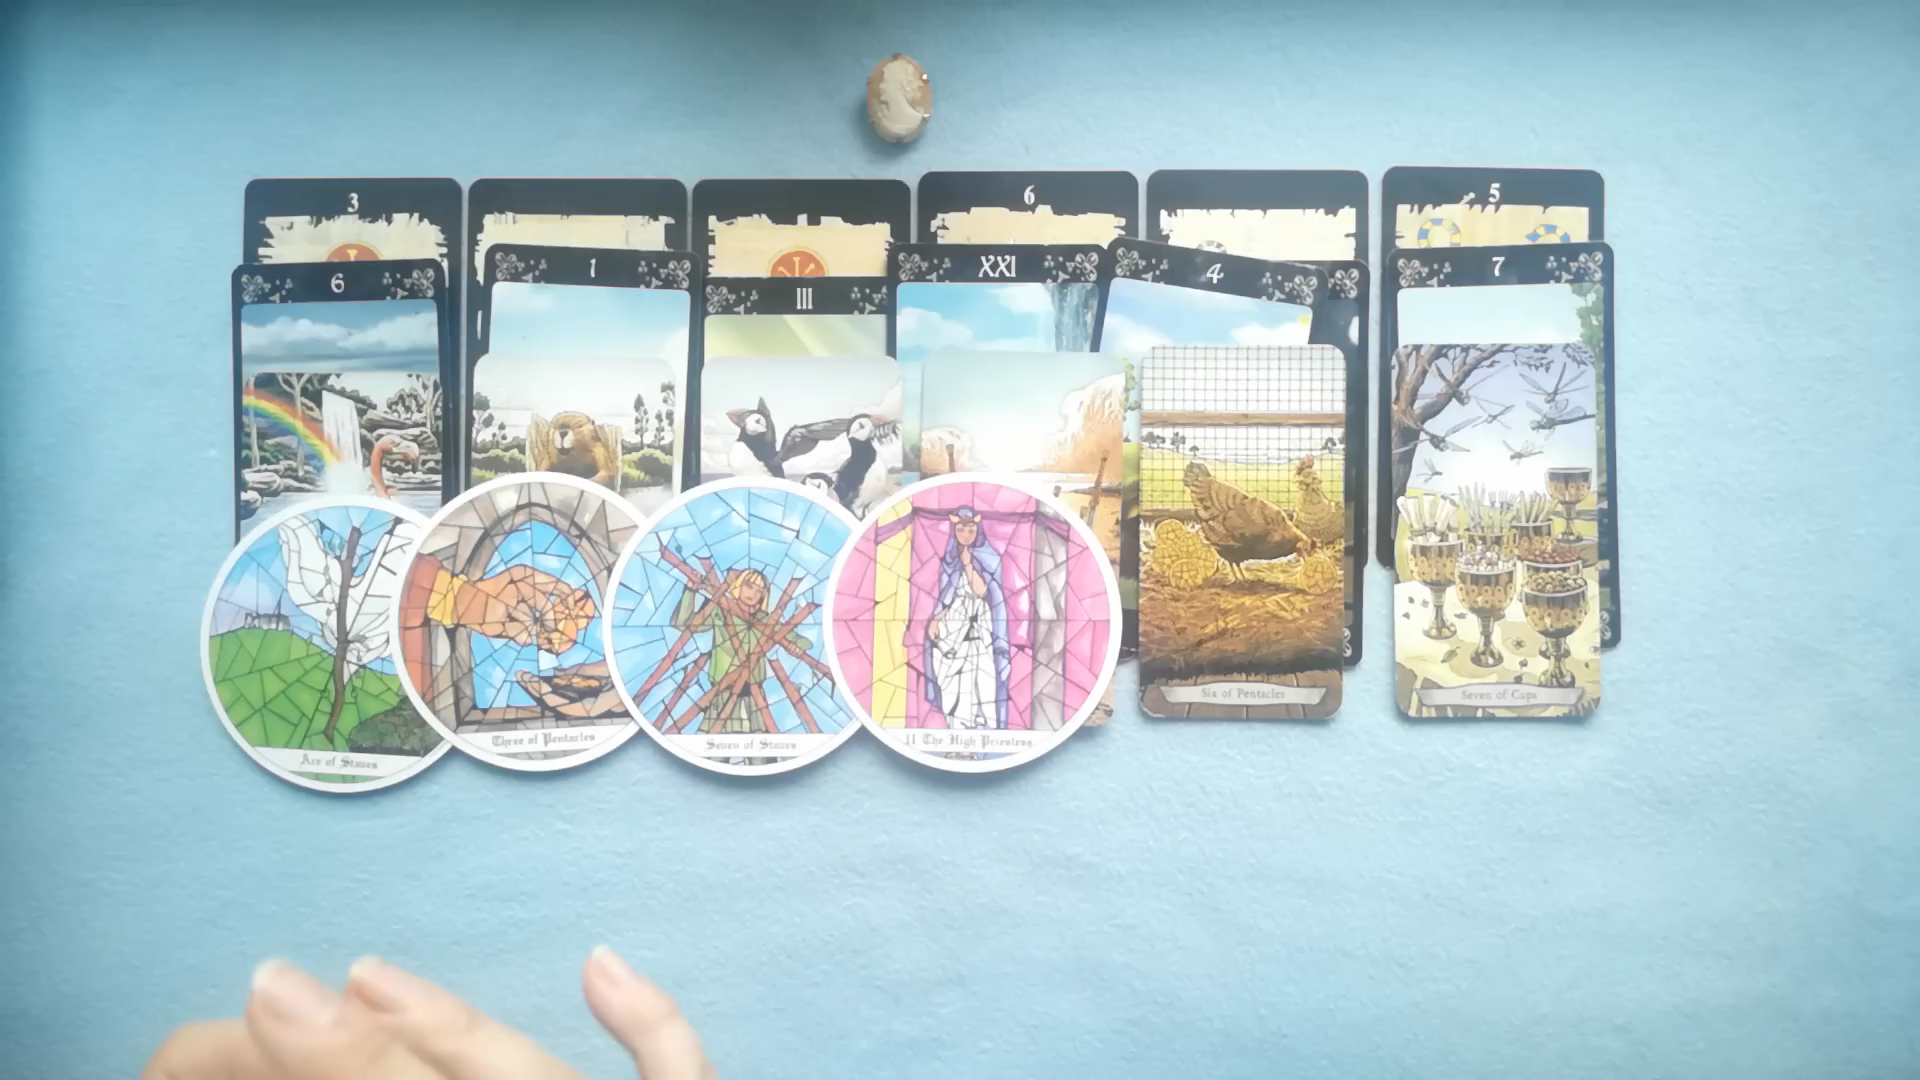 3
6
5
6
1
III
XXI
4
7
Six of Pentacles
Seven of Cups
Ace of Staves
Three of Pentacles
Seven of Staves
II The High Priestess